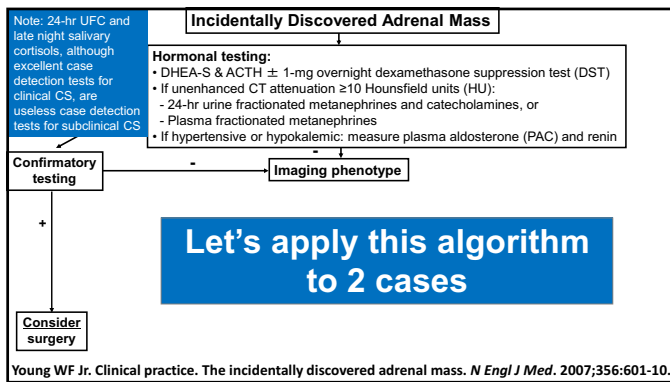 Note: 24-hr UFC and
late night salivary
cortisols, although
excellent case
detection tests for
clinical CS, are
useless case detection
tests for subclinical CS
Incidentally Discovered Adrenal Mass
Hormonal testing:
• DHEA-S & ACTH ± 1-mg overnight dexamethasone suppression test (DST)
• If unenhanced CT attenuation ≥10 Hounsfield units (HU):
- 24-hr urine fractionated metanephrines and catecholamines, or
- Plasma fractionated metanephrines
• If hypertensive or hypokalemic: measure plasma aldosterone (PAC) and renin
Confirmatory
testing
-
-
Imaging phenotype
+
Let's apply this algorithm
to 2 cases
Consider
surgery
Young WF Jr. Clinical practice. The incidentally discovered adrenal mass. N Engl J Med. 2007;356:601-10.